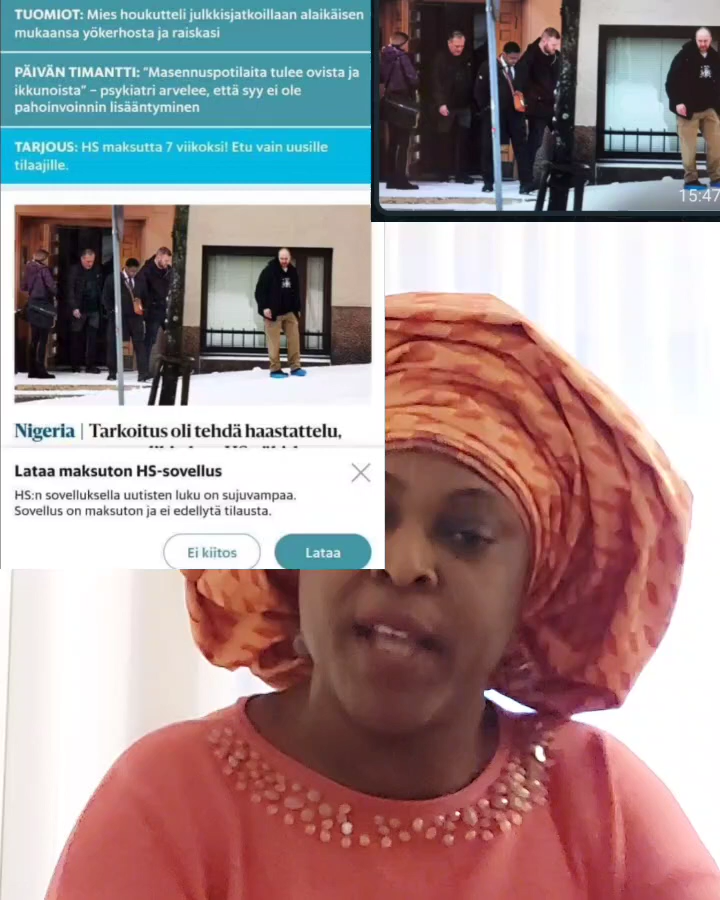 TUOMIOT: Mies houkutteli julkkisjatkoillaan alaikäisen
mukaansa yökerhosta ja raiskasi
PÄIVÄN TIMANTTI: ”Masennuspotilaita tulee ovista ja
ikkunoista” – psykiatri arvelee, että syy ei ole
pahoinvoinnin lisääntyminen
TARJOUS: HS maksutta 7 viikoksi! Etu vain uusille
tilaajille.
15:47
Nigeria | Tarkoitus oli tehdä haastattelu,
Lataa maksuton HS-sovellus
HS:n sovelluksella uutisten luku on sujuvampaa.
Sovellus on maksuton ja ei edellytä tilausta.
Ei kiitos
Lataa